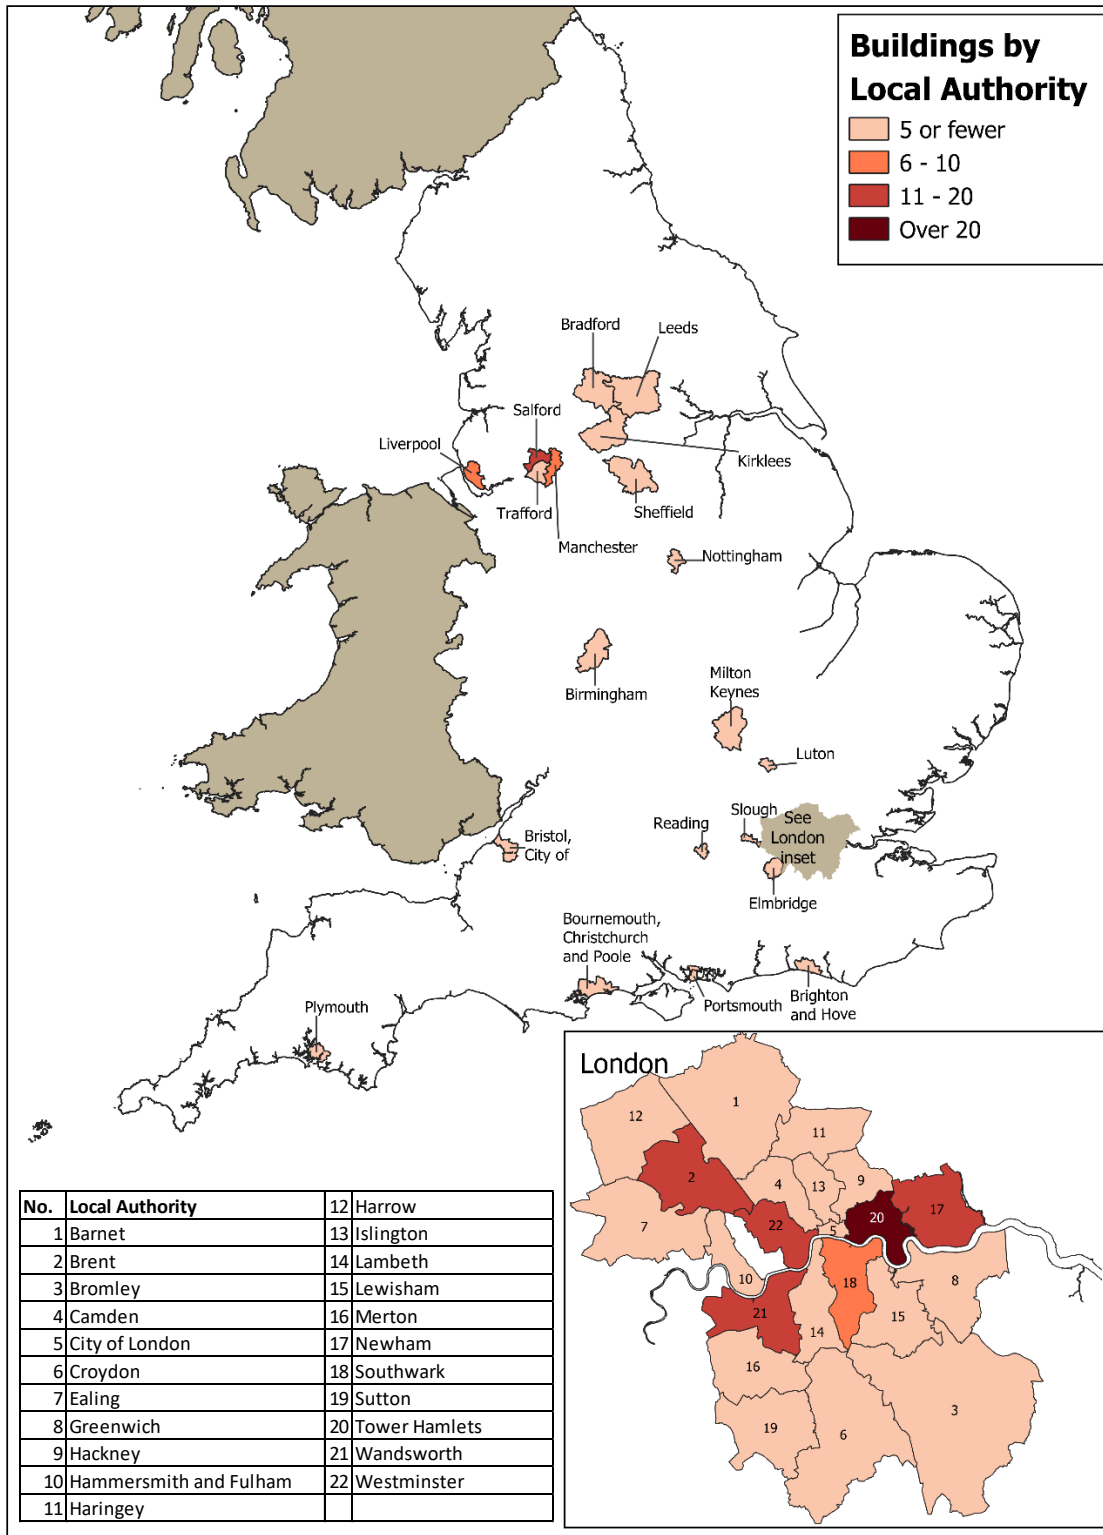 Buildings by
Local Authority
5 or fewer
6 - 10
11 - 20
Over 20
Bradford
Leeds
Salford
Liverpool
Kirklees
Trafford
Sheffield
Manchester
Nottingham
Birmingham
Milton
Keynes
Luton
Slough
Reading
See
London
inset
Bristol,
City of
Elmbridge
Bournemouth,
Christchurch
and Poole
Portsmouth
Brighton
and Hove
Plymouth
London
12
1
11
2
4
13
9
7
22
5
20
17
10
18
8
21
14
15
16
3
19
6
No. Local Authority 12 Harrow
1 Barnet 13 Islington
2 Brent 14 Lambeth
3 Bromley 15 Lewisham
4 Camden 16 Merton
5 City of London 17 Newham
6 Croydon 18 Southwark
7 Ealing 19 Sutton
8 Greenwich 20 Tower Hamlets
9 Hackney 21 Wandsworth
10 Hammersmith and Fulham 22 Westminster
11 Haringey